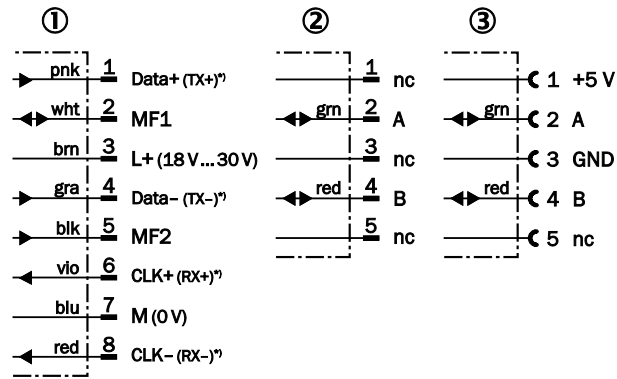 ① ② ③
pnk 1 Data+ (TX+)*) 1 nc 1 +5 V
wht 2 MF1 grn 2 A grn 2 A
brn 3 L+ (18 V...30 V) 3 nc 3 GND
gra 4 Data– (TX–)*) red 4 B red 4 B
blk 5 MF2 5 nc 5 nc
vio 6 CLK+ (RX+)*)
blu 7 M (0 V)
red 8 CLK– (RX–)*)